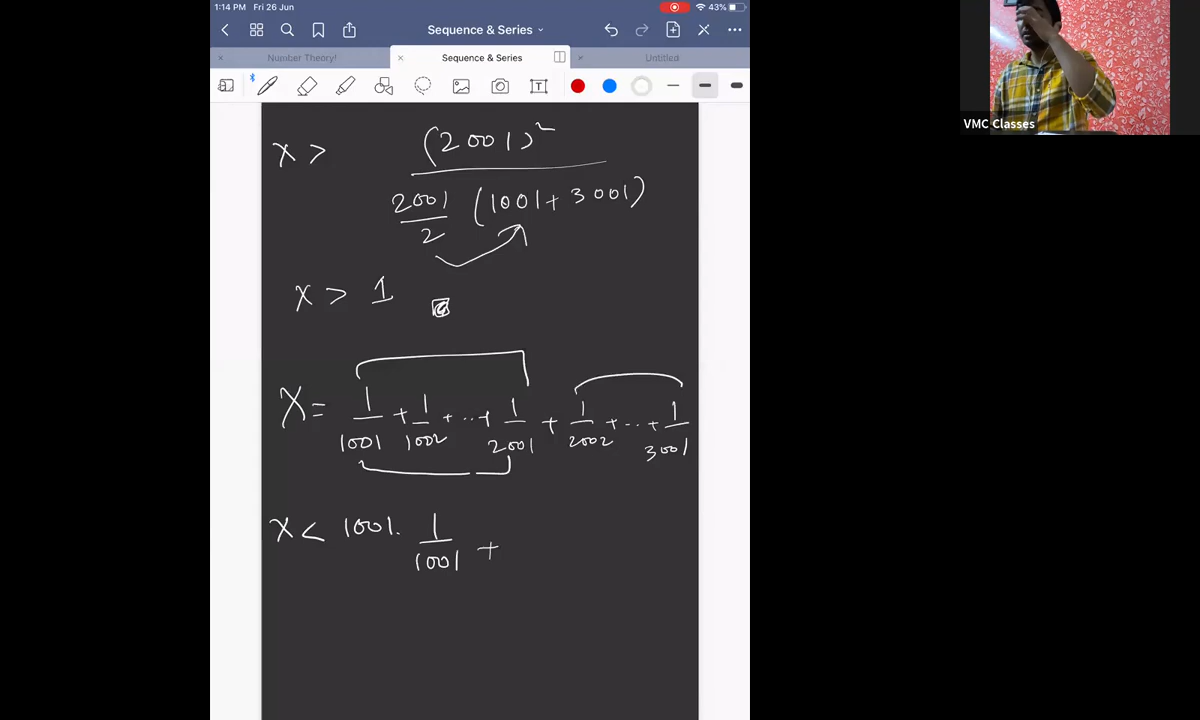 1:14 PM Fri 26 Jun 43%
Sequence & Series
Number Theory! Sequence & Series Untitled
T
VMC Classes
x > (2001)² / (2001/2 (1001 + 3001))
x > 1
X = 1/1001 + 1/1002 + ... + 1/2001 + 1/2002 + ... + 1/3001
x < 1001. 1/1001 +